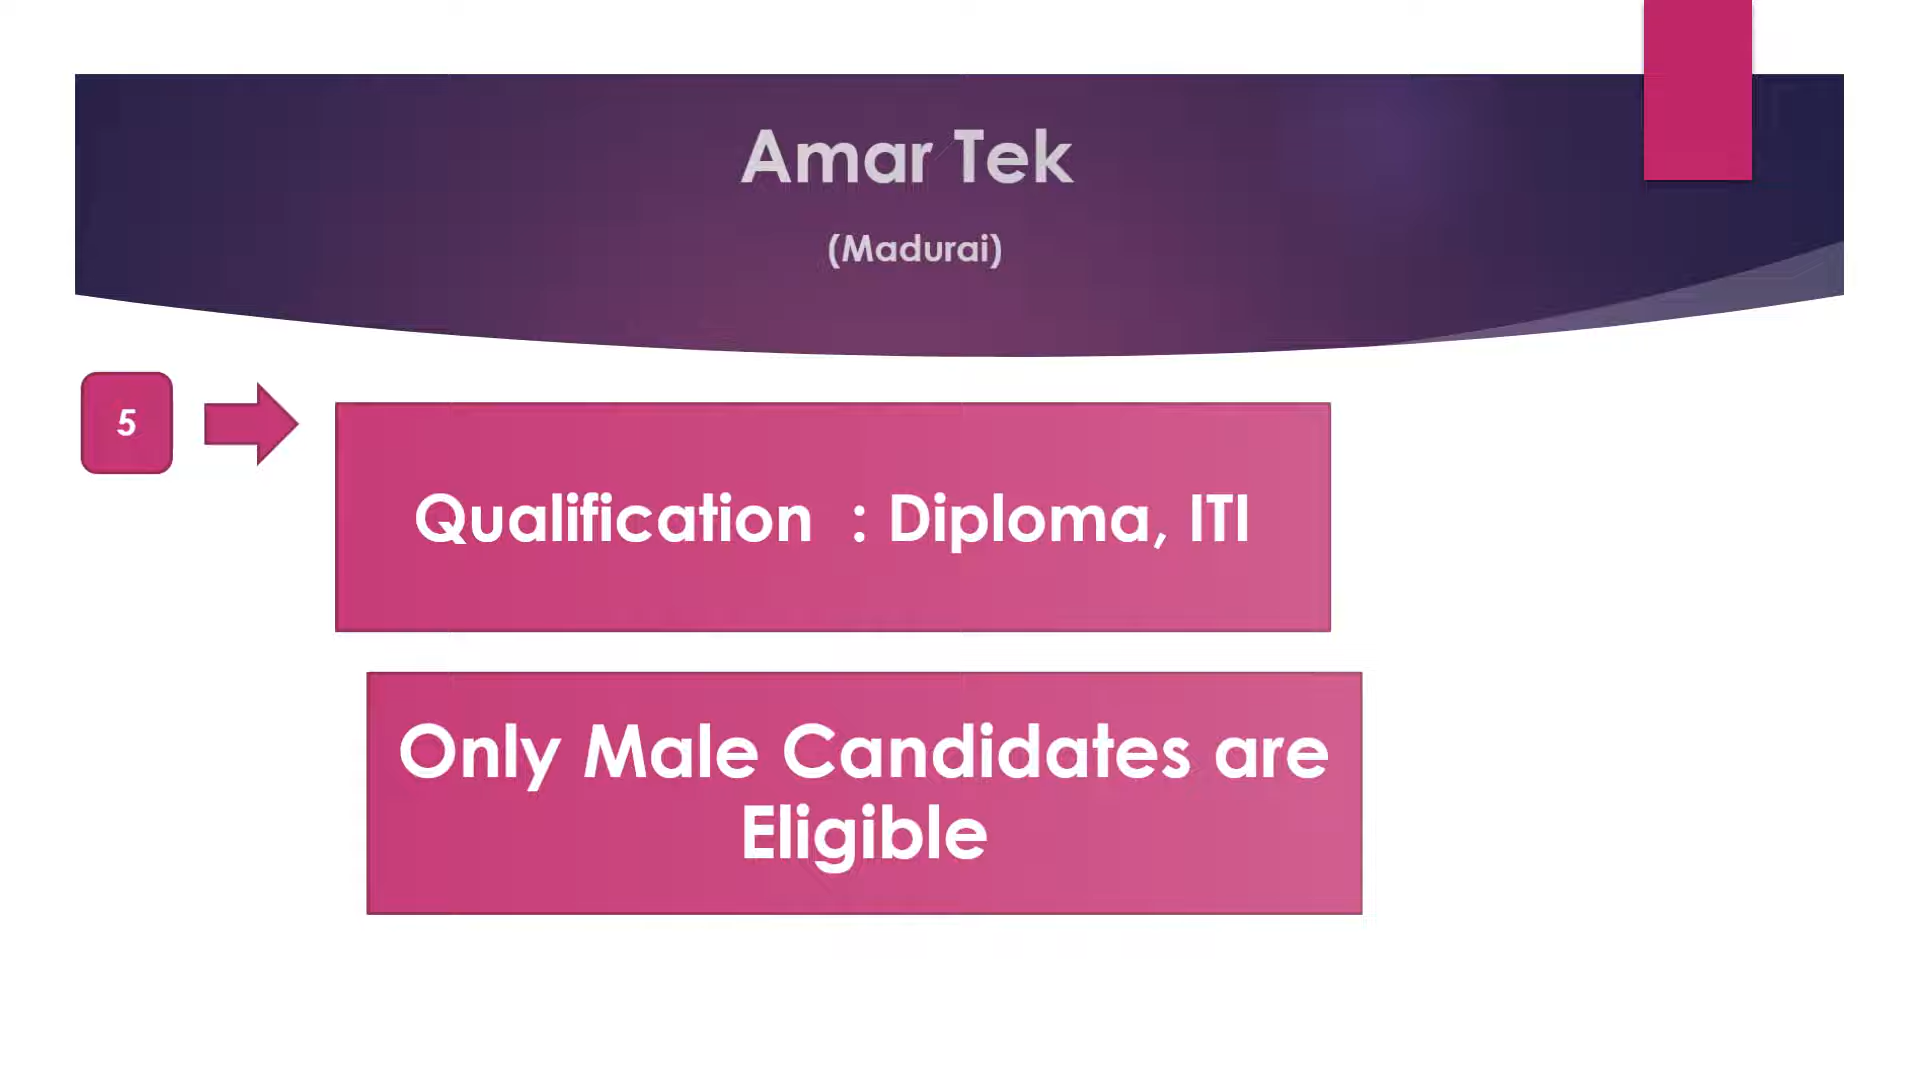 Amar Tek
(Madurai)
5
Qualification : Diploma, ITI
Only Male Candidates are
Eligible